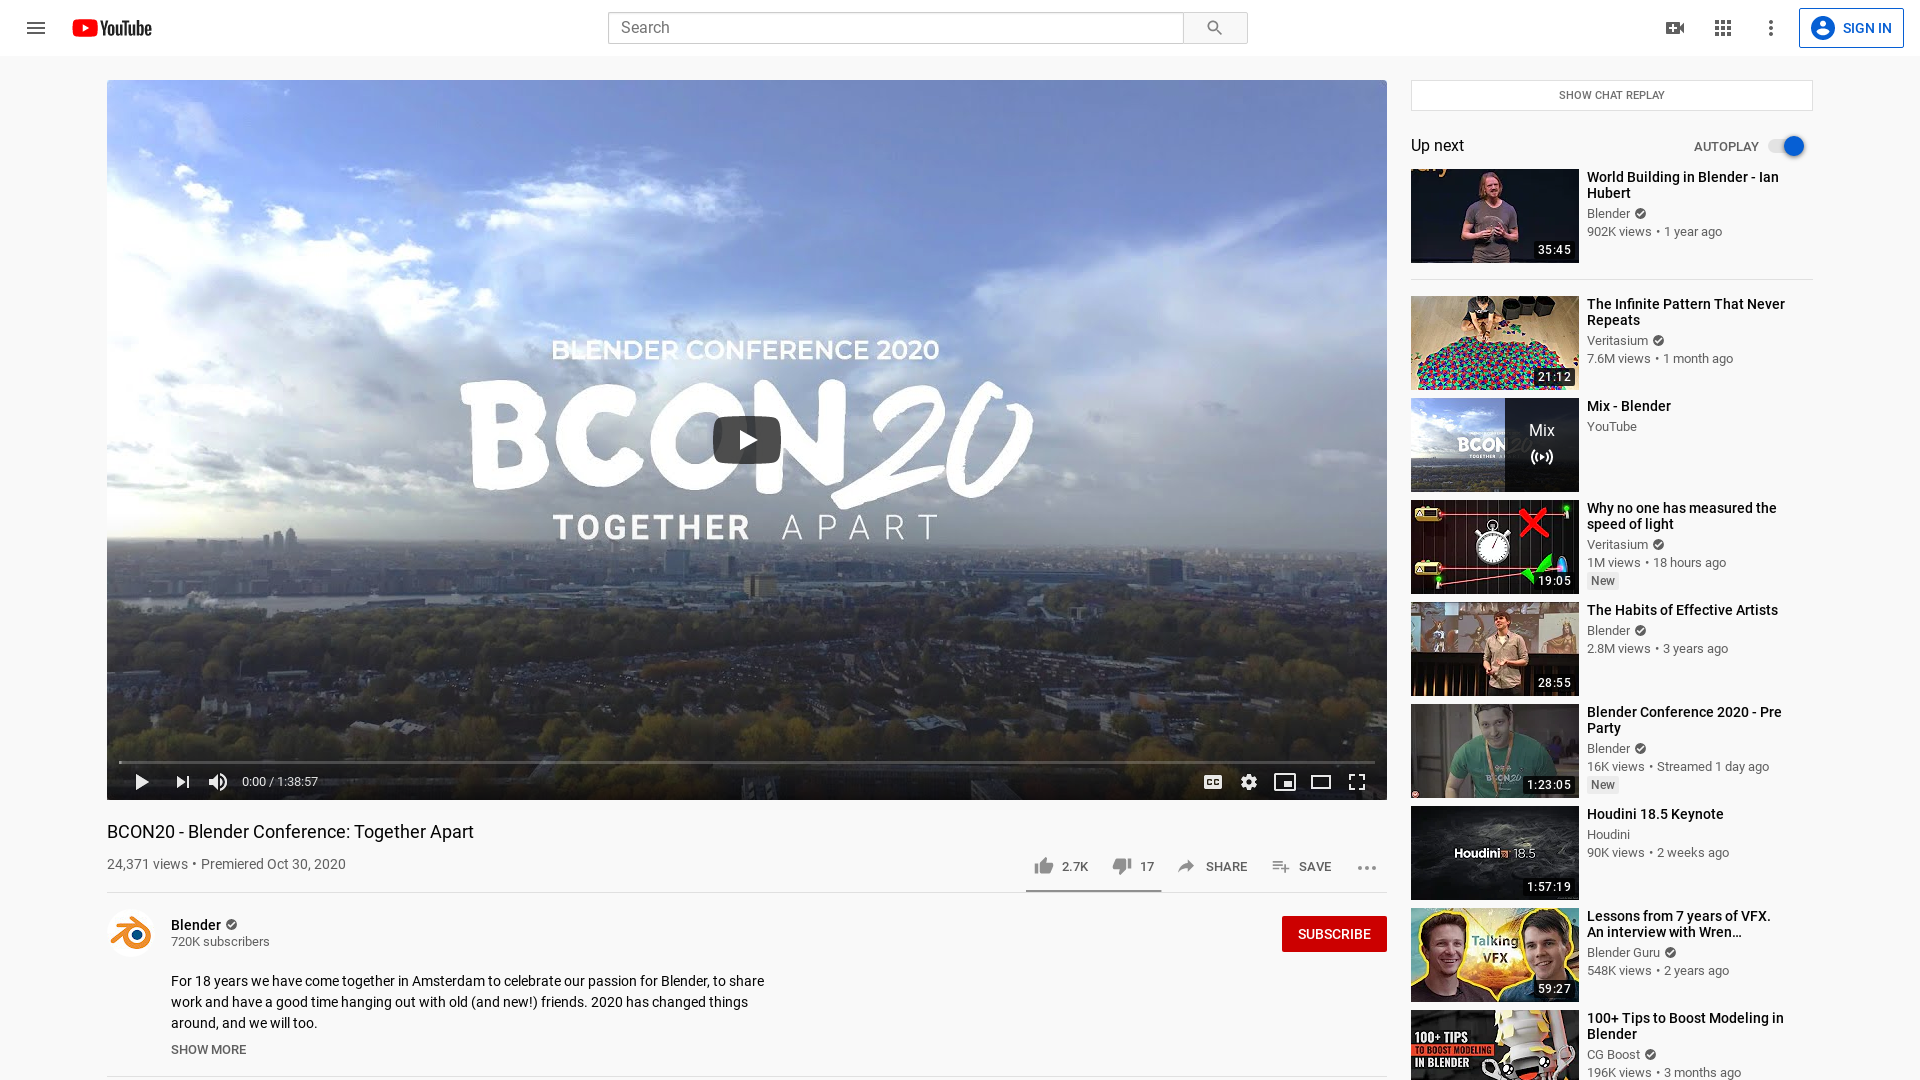 YouTube
Search
SIGN IN
BLENDER CONFERENCE 2020
BCON20
TOGETHER APART
0:00 / 1:38:57
BCON20 - Blender Conference: Together Apart
24,371 views • Premiered Oct 30, 2020
2.7K
17
SHARE
SAVE
Blender
720K subscribers
SUBSCRIBE
For 18 years we have come together in Amsterdam to celebrate our passion for Blender, to share
work and have a good time hanging out with old (and new!) friends. 2020 has changed things
around, and we will too.
SHOW MORE
SHOW CHAT REPLAY
Up next
AUTOPLAY
35:45
World Building in Blender - Ian
Hubert
Blender
902K views • 1 year ago
21:12
The Infinite Pattern That Never
Repeats
Veritasium
7.6M views • 1 month ago
BCON20
TOGETHER
Mix
Mix - Blender
YouTube
19:05
Why no one has measured the
speed of light
Veritasium
1M views • 18 hours ago
New
28:55
The Habits of Effective Artists
Blender
2.8M views • 3 years ago
BCON20
1:23:05
Blender Conference 2020 - Pre
Party
Blender
16K views • Streamed 1 day ago
New
Houdini 18.5
1:57:19
Houdini 18.5 Keynote
Houdini
90K views • 2 weeks ago
Talking
VFX
59:27
Lessons from 7 years of VFX.
An interview with Wren...
Blender Guru
548K views • 2 years ago
100+ TIPS
TO BOOST MODELING
IN BLENDER
100+ Tips to Boost Modeling in
Blender
CG Boost
196K views • 3 months ago